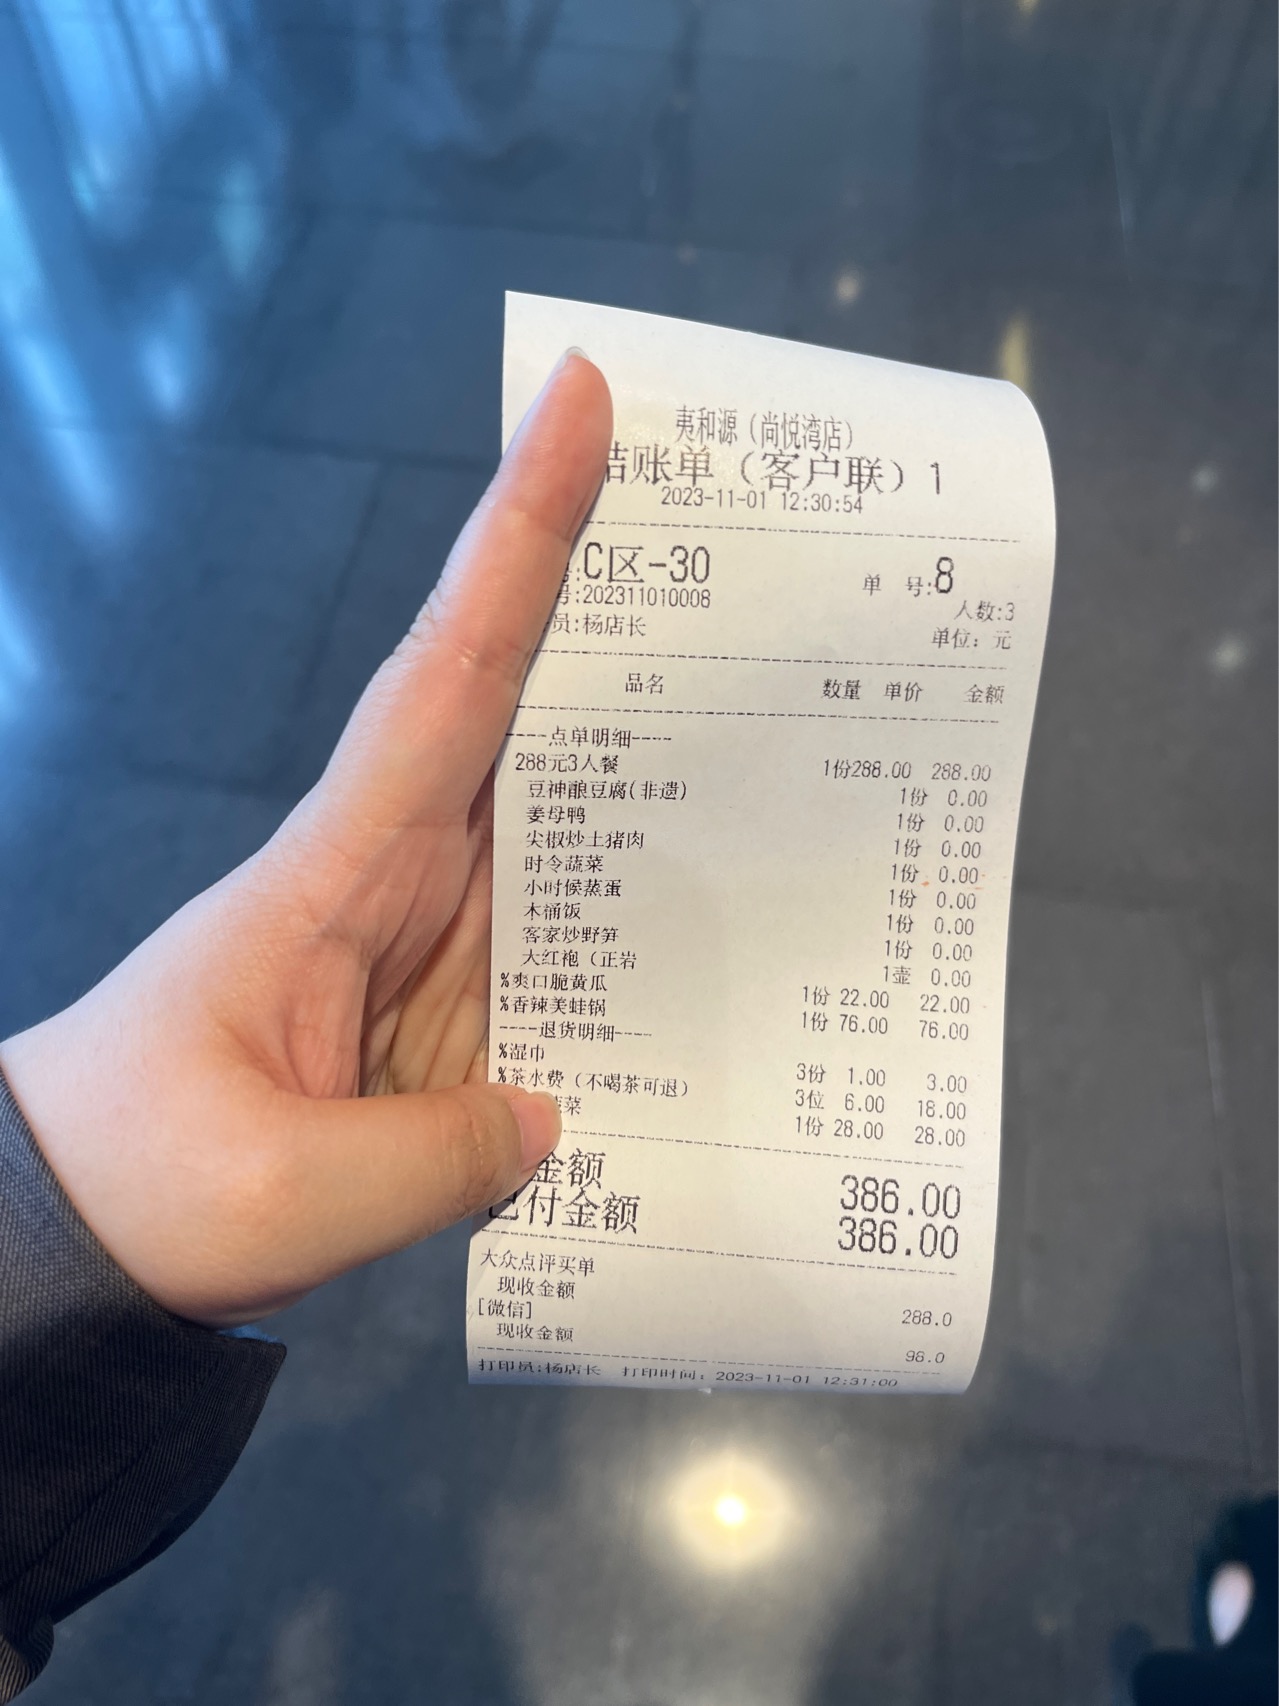 夷和源（尚悦湾店）
结账单（客户联）1
2023-11-01 12:30:54
号:C区-30 单 号:8
号:202311010008 人数:3
员:杨店长 单位：元
品名 数量 单价 金额
----点单明细----
288元3人餐 1份288.00 288.00
豆神酿豆腐(非遗) 1份 0.00
姜母鸭 1份 0.00
尖椒炒土猪肉 1份 0.00
时令蔬菜 1份 0.00
小时候蒸蛋 1份 0.00
木桶饭 1份 0.00
客家炒野笋 1份 0.00
大红袍（正岩 1壶 0.00
%爽口脆黄瓜 1份 22.00 22.00
%香辣美蛙锅 1份 76.00 76.00
----退货明细----
%湿巾 3份 1.00 3.00
%茶水费（不喝茶可退） 3位 6.00 18.00
蔬菜 1份 28.00 28.00
金额 386.00
已付金额 386.00
大众点评买单
现收金额 288.0
[微信]
现收金额 98.0
打印员:杨店长 打印时间：2023-11-01 12:31:00